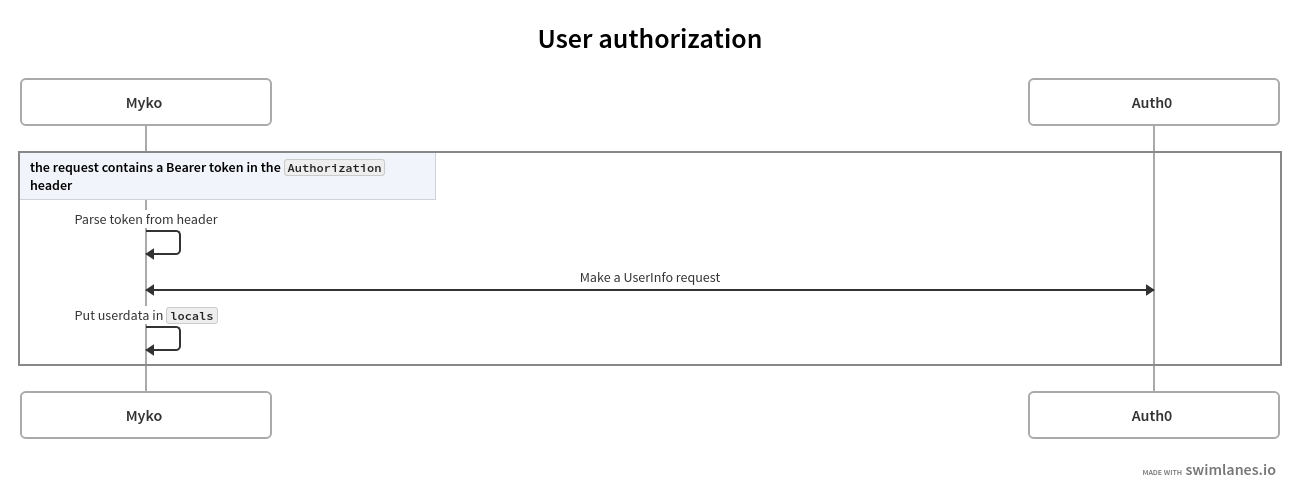 User authorization
Myko
Auth0
the request contains a Bearer token in the Authorization
header
Parse token from header
Make a UserInfo request
Put userdata in locals
Myko
Auth0
MADE WITH swimlanes.io